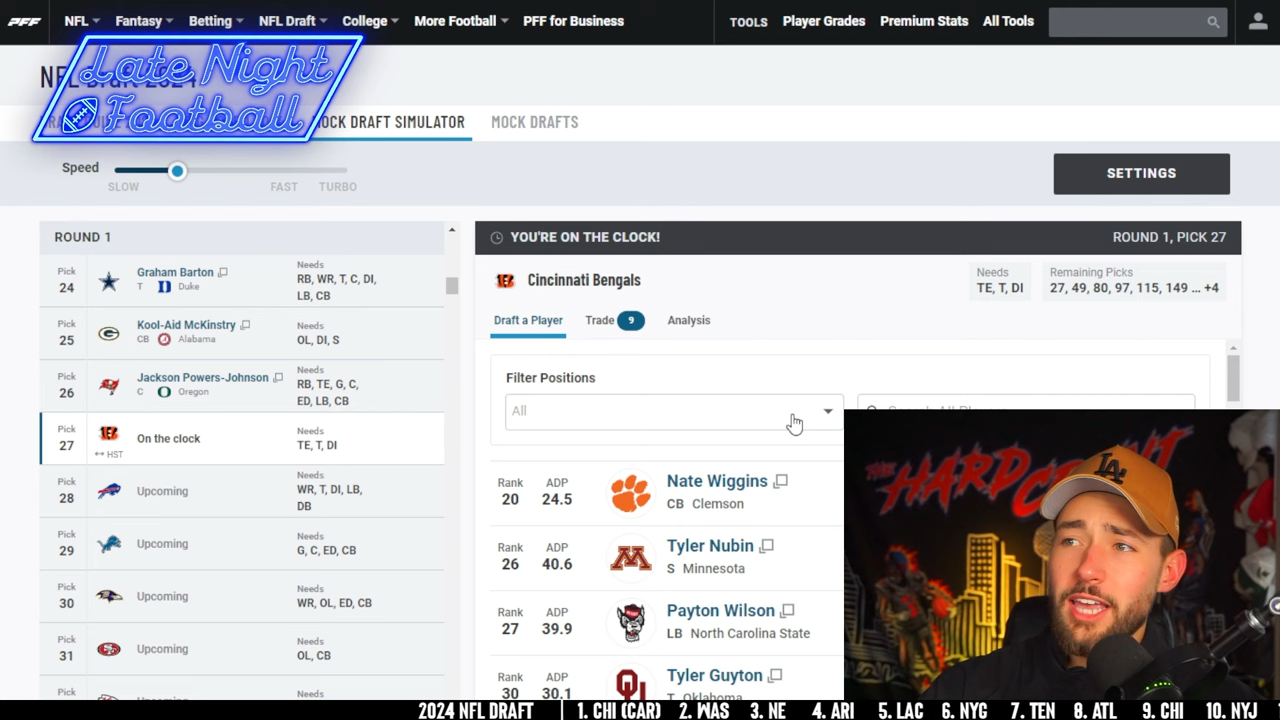 PFF
NFL
Fantasy
Betting
NFL Draft
College
More Football
PFF for Business
TOOLS
Player Grades
Premium Stats
All Tools
Late Night
Football
MOCK DRAFT SIMULATOR
MOCK DRAFTS
Speed
SLOW
FAST
TURBO
SETTINGS
ROUND 1
Pick
24
Graham Barton
T Duke
Needs
RB, WR, T, C, DI,
LB, CB
Pick
25
Kool-Aid McKinstry
CB Alabama
Needs
OL, DI, S
Pick
26
Jackson Powers-Johnson
C Oregon
Needs
RB, TE, G, C,
ED, LB, CB
Pick
27
HST
On the clock
Needs
TE, T, DI
Pick
28
Upcoming
Needs
WR, T, DI, LB,
DB
Pick
29
Upcoming
Needs
G, C, ED, CB
Pick
30
Upcoming
Needs
WR, OL, ED, CB
Pick
31
Upcoming
Needs
OL, CB
Pick
Needs
YOU'RE ON THE CLOCK!
ROUND 1, PICK 27
Cincinnati Bengals
Needs
TE, T, DI
Remaining Picks
27, 49, 80, 97, 115, 149 ... +4
Draft a Player
Trade 9
Analysis
Filter Positions
All
Rank
20
ADP
24.5
Nate Wiggins
CB Clemson
Rank
26
ADP
40.6
Tyler Nubin
S Minnesota
Rank
27
ADP
39.9
Payton Wilson
LB North Carolina State
Rank
30
ADP
30.1
Tyler Guyton
T Oklahoma
THE HARD COUNT
LA
2024 NFL DRAFT
1. CHI (CAR) 2. WAS 3. NE 4. ARI 5. LAC 6. NYG 7. TEN 8. ATL 9. CHI 10. NYJ